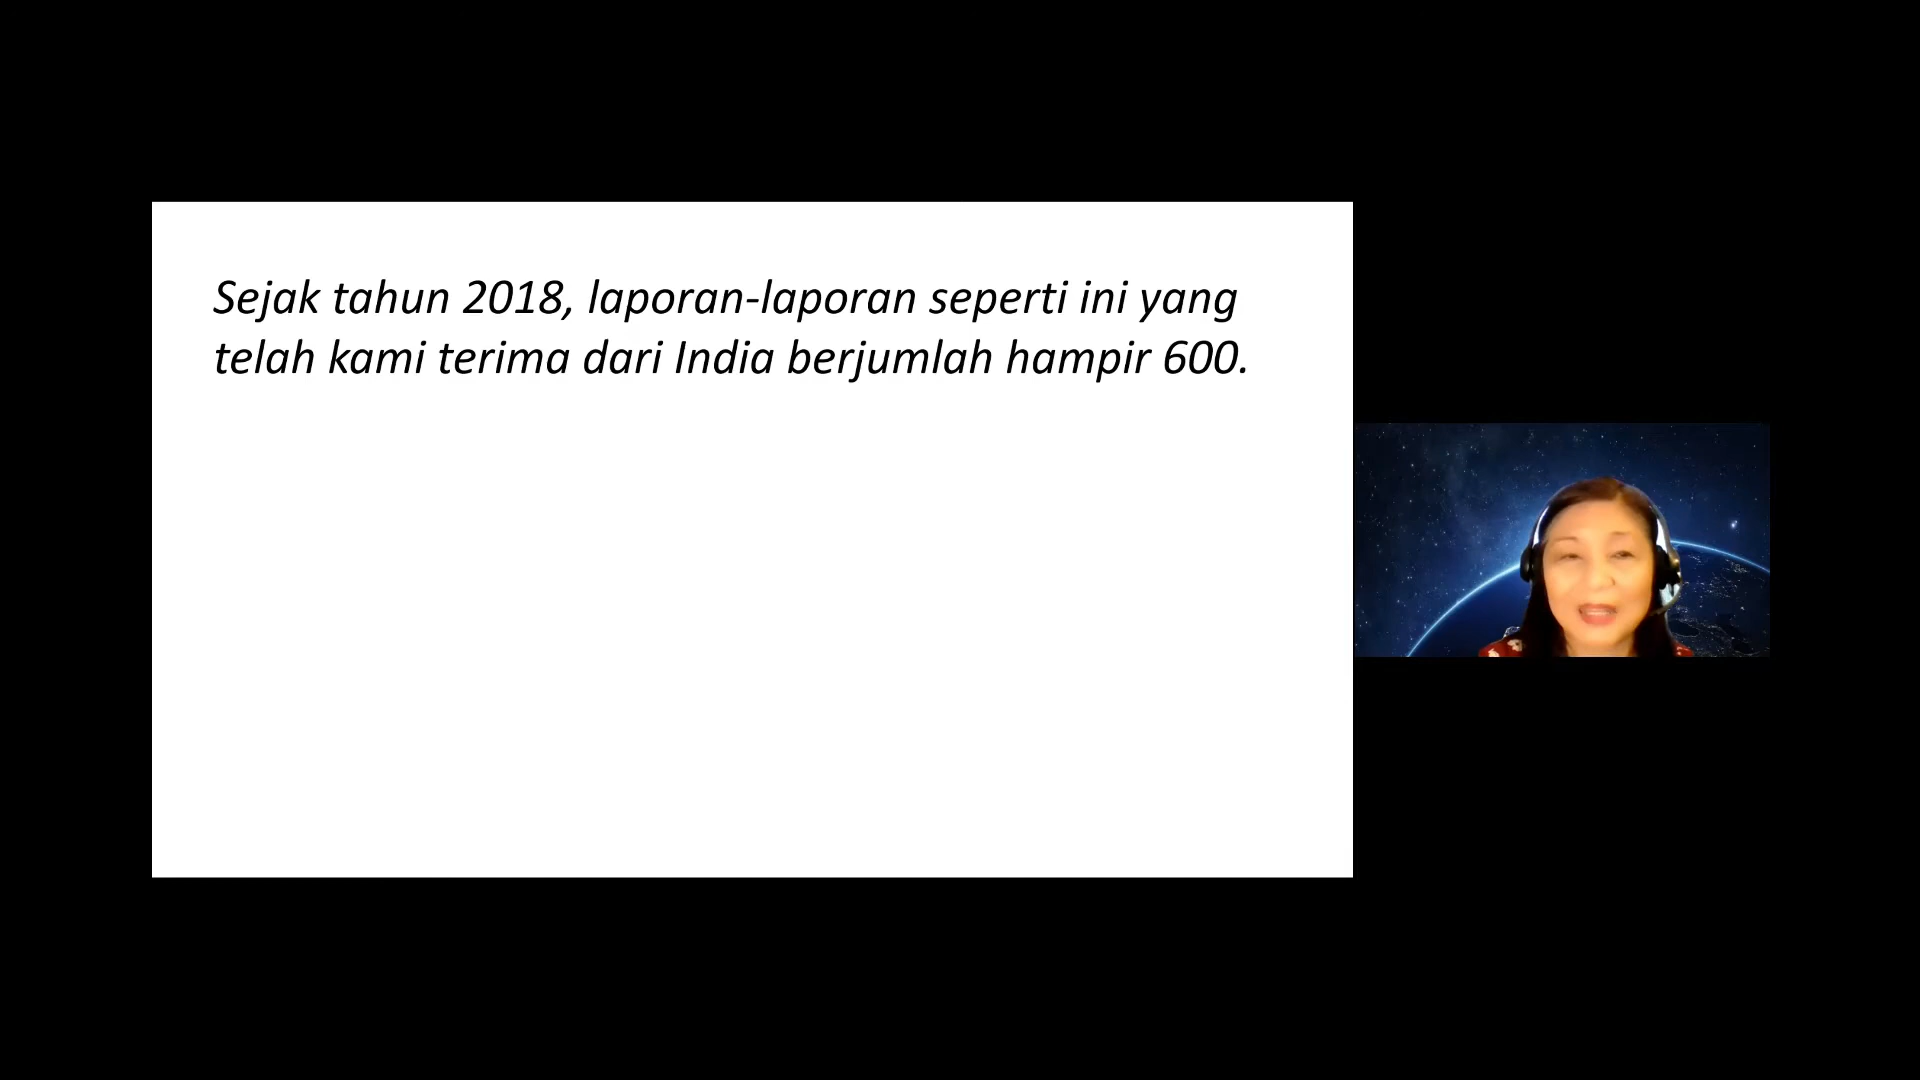 Sejak tahun 2018, laporan-laporan seperti ini yang
telah kami terima dari India berjumlah hampir 600.